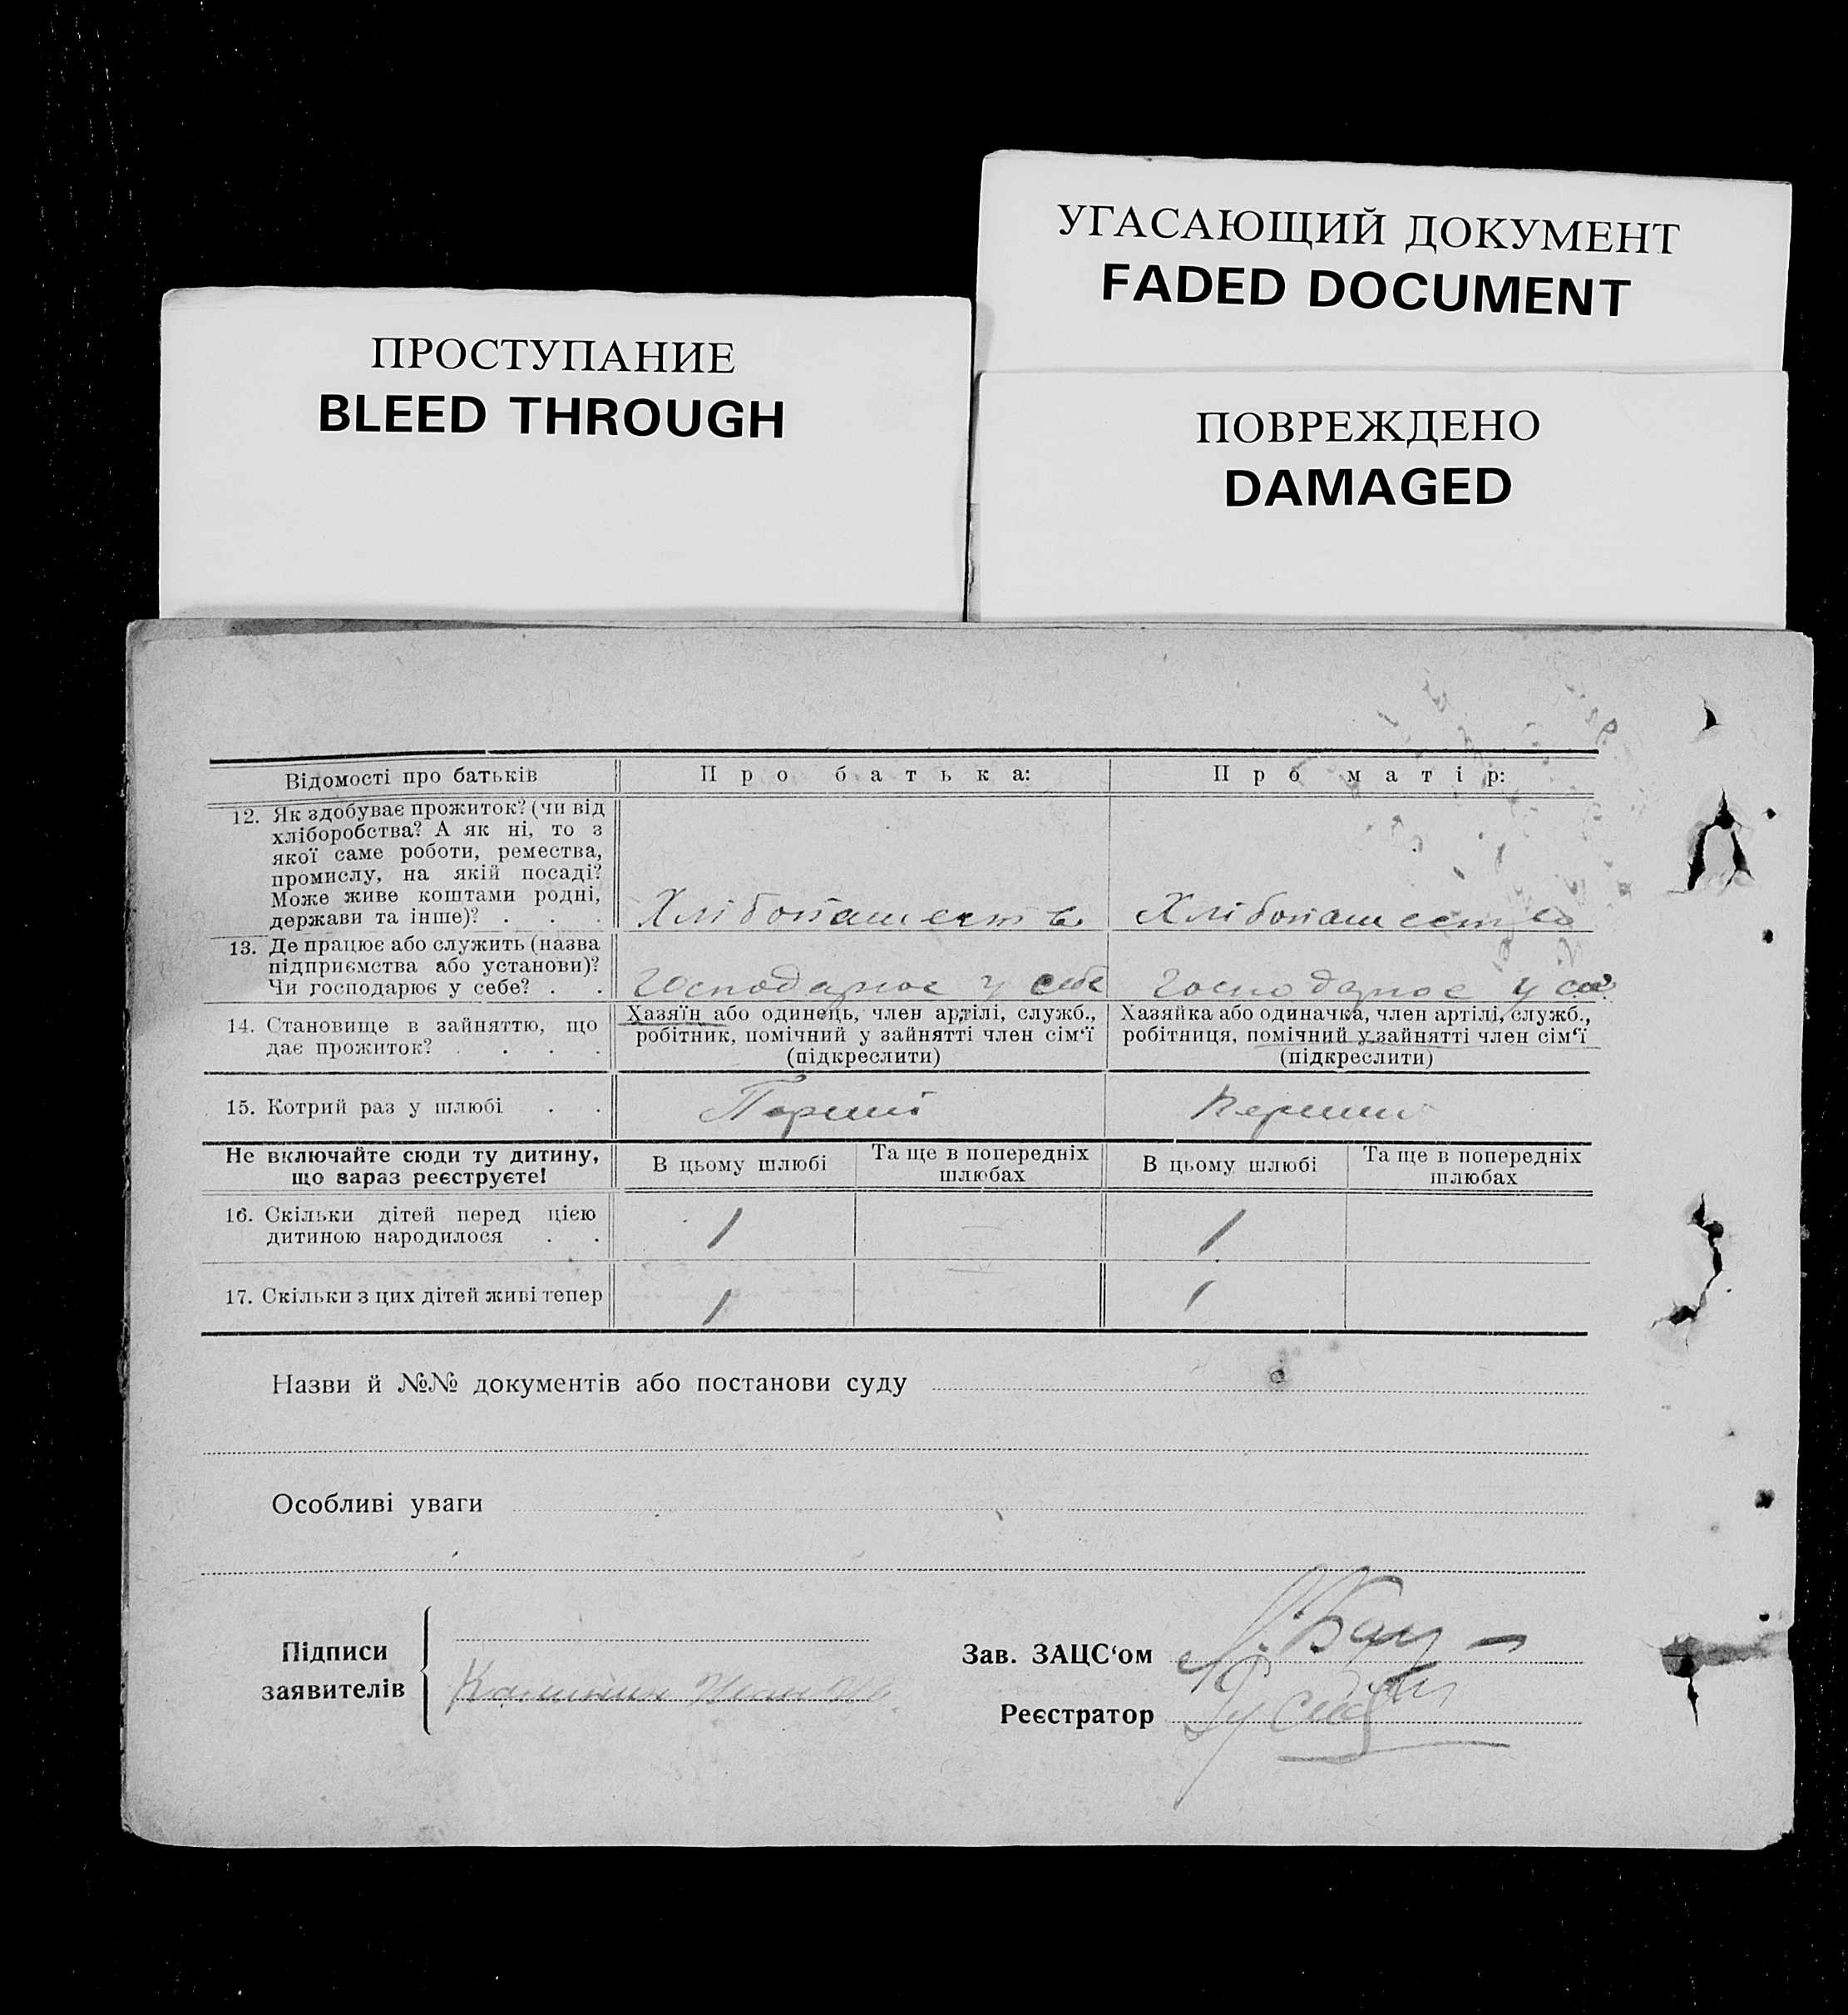 УГАСАЮЩИЙ ДОКУМЕНТ
FADED DOCUMENT
ПРОСТУПАНИЕ
BLEED THROUGH
ПОВРЕЖДЕНО
DAMAGED
Відомості про батьків
Про батька:
Про матір:
12. Як здобуває прожиток? (чи від
хліборобства? А як ні, то з
якої саме роботи, ремества,
промислу, на якій посаді?
Може живе коштами родні,
держави та інше)? . . .
Хлібопашество
Хлібопашество
13. Де працює або служить (назва
підприємства або установи)?
Чи господарює у себе? . .
Господарює у себе
Господарює у себе
14. Становище в зайняттю, що
дає прожиток? . . . .
Хазяїн або одинець, член артілі, служб.,
робітник, помічний у зайнятті член сім‘ї
(підкреслити)
Хазяйка або одиначка, член артілі, служб.,
робітниця, помічний у зайнятті член сім‘ї
(підкреслити)
15. Котрий раз у шлюбі . .
Перший
Перший
Не включайте сюди ту дитину,
що зараз реєструєте!
В цьому шлюбі
Та ще в попередніх
шлюбах
В цьому шлюбі
Та ще в попередніх
шлюбах
16. Скільки дітей перед цією
дитиною народилося . .
1
—
1
17. Скільки з цих дітей живі тепер
1
1
Назви й №№ документів або постанови суду
Особливі уваги
Підписи
заявителів
Зав. ЗАЦС‘ом
Реєстратор